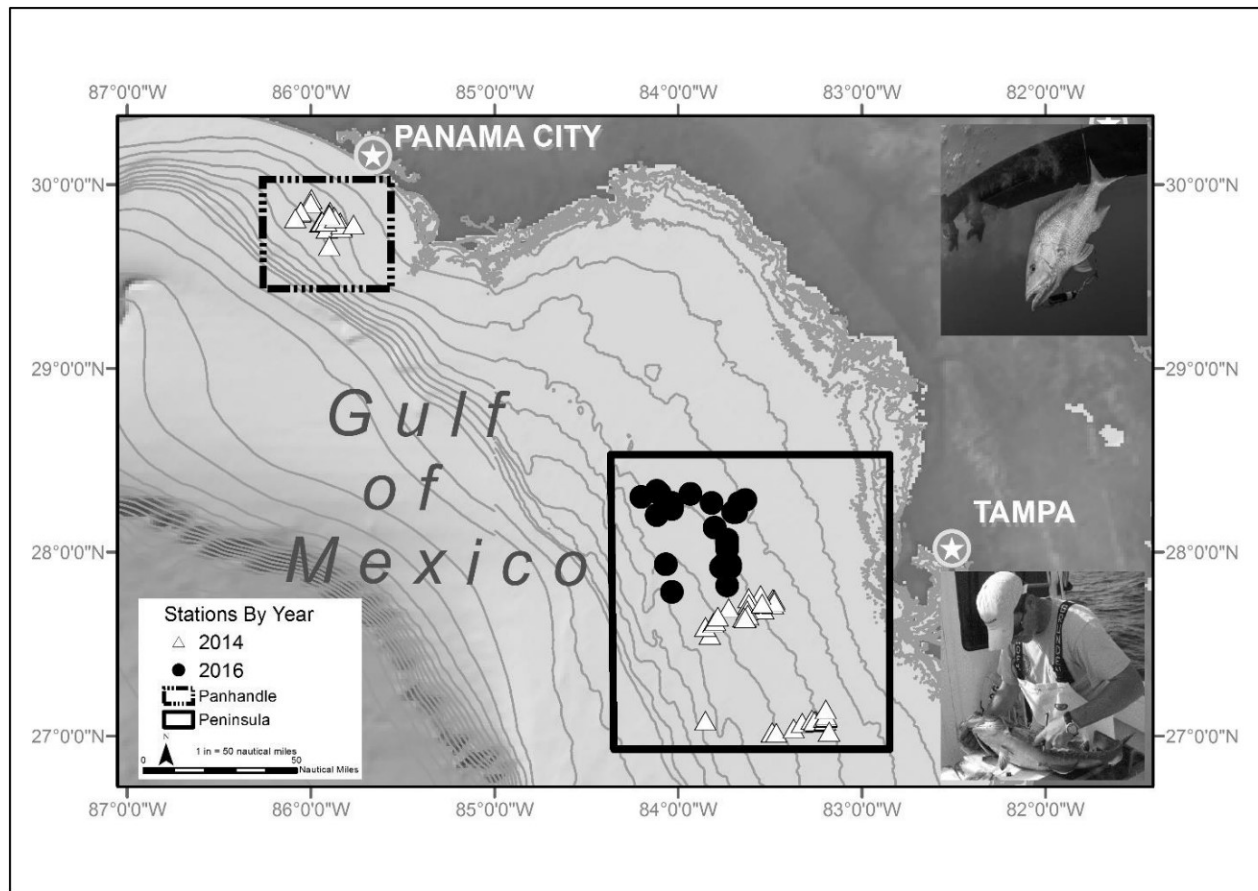 87°0'0"W 86°0'0"W 85°0'0"W 84°0'0"W 83°0'0"W 82°0'0"W
PANAMA CITY
30°0'0"N 30°0'0"N
29°0'0"N 29°0'0"N
Gulf
of
Mexico
TAMPA
28°0'0"N 28°0'0"N
Stations By Year
2014
2016
Panhandle
Peninsula
N
1 in = 50 nautical miles
0 50
Nautical Miles
27°0'0"N 27°0'0"N
87°0'0"W 86°0'0"W 85°0'0"W 84°0'0"W 83°0'0"W 82°0'0"W